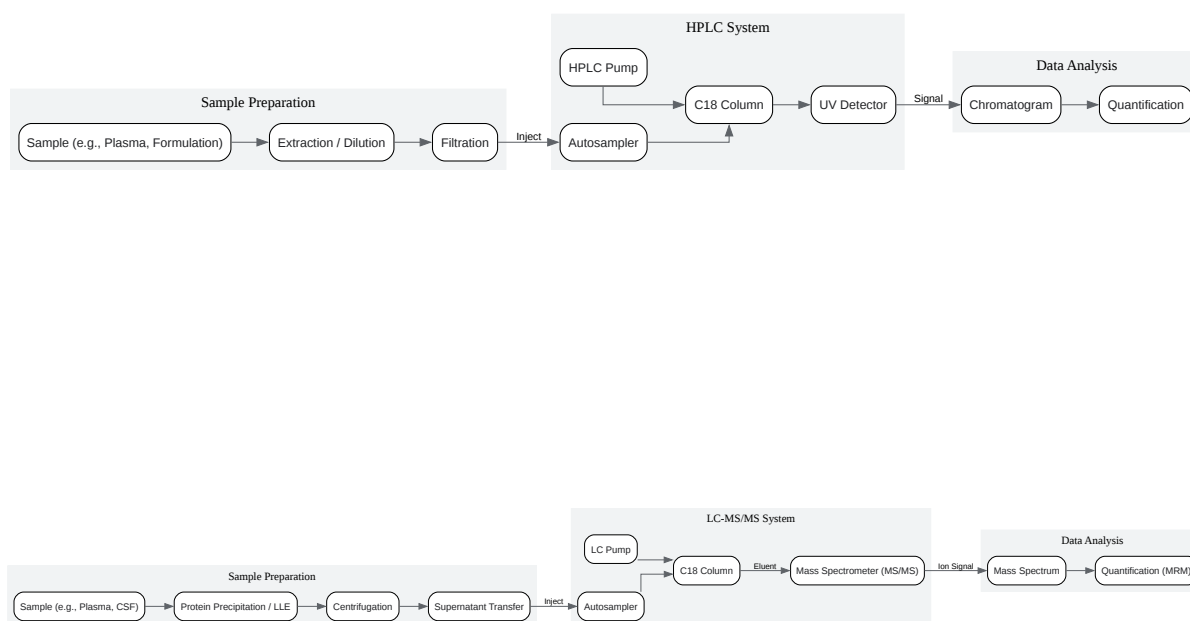 HPLC System
HPLC Pump
Data Analysis
Sample Preparation
C18 Column
UV Detector
Signal
Chromatogram
Quantification
Sample (e.g., Plasma, Formulation)
Extraction / Dilution
Filtration
Inject
Autosampler
LC-MS/MS System
LC Pump
Data Analysis
Sample Preparation
C18 Column
Eluent
Mass Spectrometer (MS/MS)
Ion Signal
Mass Spectrum
Quantification (MRM)
Sample (e.g., Plasma, CSF)
Protein Precipitation / LLE
Centrifugation
Supernatant Transfer
Inject
Autosampler